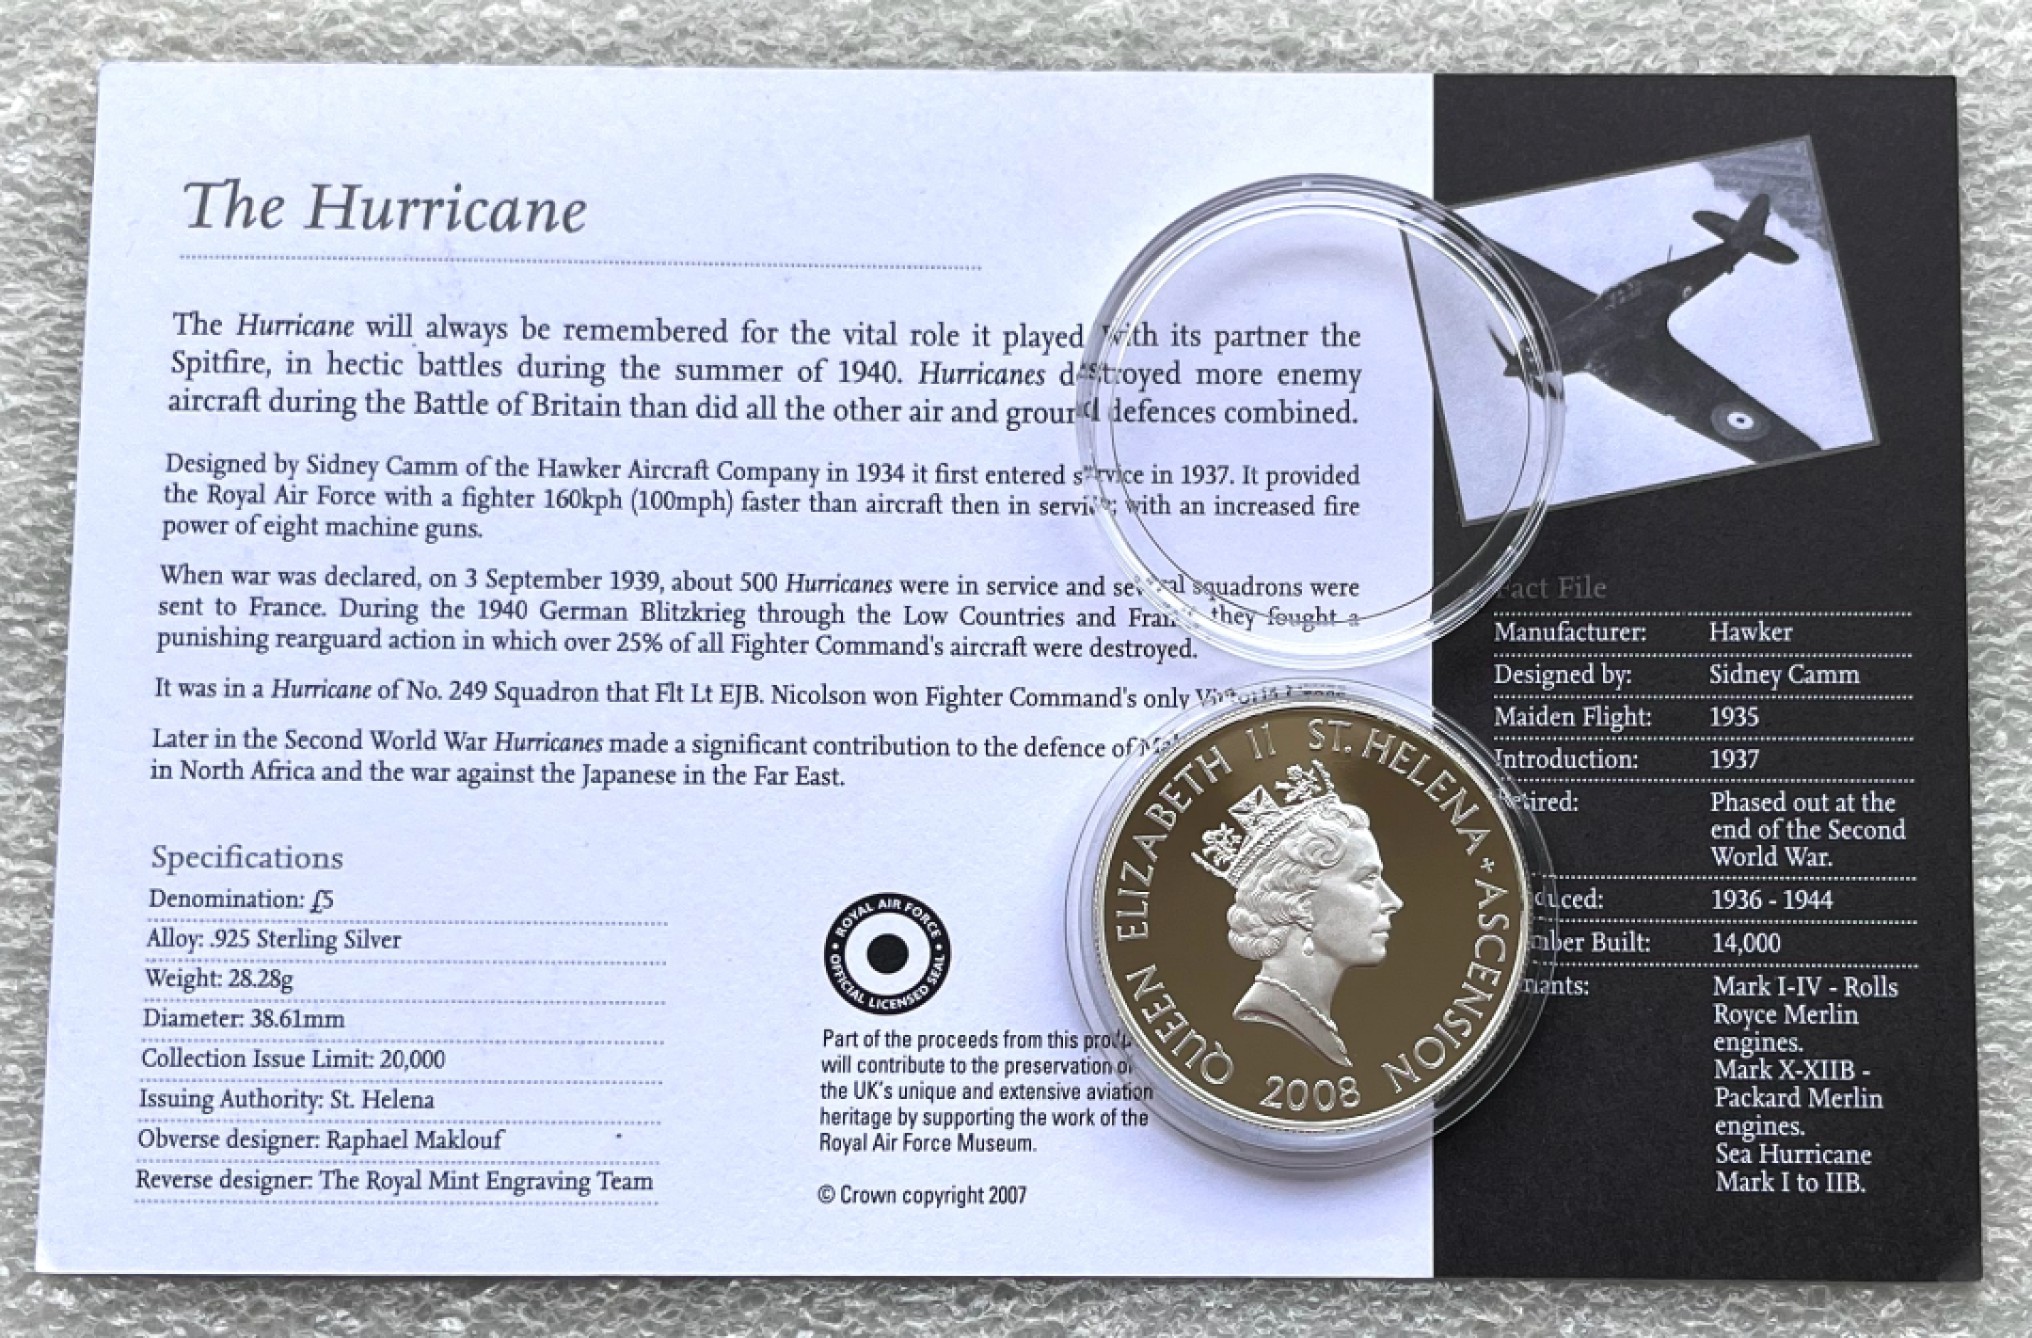 The Hurricane
The Hurricane will always be remembered for the vital role it played with its partner the
Spitfire, in hectic battles during the summer of 1940. Hurricanes destroyed more enemy
aircraft during the Battle of Britain than did all the other air and ground defences combined.
Designed by Sidney Camm of the Hawker Aircraft Company in 1934 it first entered service in 1937. It provided
the Royal Air Force with a fighter 160kph (100mph) faster than aircraft then in service; with an increased fire
power of eight machine guns.
When war was declared, on 3 September 1939, about 500 Hurricanes were in service and several squadrons were
sent to France. During the 1940 German Blitzkrieg through the Low Countries and France, they fought a
punishing rearguard action in which over 25% of all Fighter Command's aircraft were destroyed.
It was in a Hurricane of No. 249 Squadron that Flt Lt EJB. Nicolson won Fighter Command's only Victoria Cross.
Later in the Second World War Hurricanes made a significant contribution to the defence of
in North Africa and the war against the Japanese in the Far East.
Specifications
Denomination: £5
Alloy: .925 Sterling Silver
Weight: 28.28g
Diameter: 38.61mm
Collection Issue Limit: 20,000
Issuing Authority: St. Helena
Obverse designer: Raphael Maklouf
Reverse designer: The Royal Mint Engraving Team
ROYAL AIR FORCE
OFFICIAL LICENSED SEAL
Part of the proceeds from this product
will contribute to the preservation of
the UK's unique and extensive aviation
heritage by supporting the work of the
Royal Air Force Museum.
© Crown copyright 2007
QUEEN ELIZABETH II ST. HELENA + ASCENSION
2008
Fact File
Manufacturer: Hawker
Designed by: Sidney Camm
Maiden Flight: 1935
Introduction: 1937
Retired: Phased out at the
end of the Second
World War.
1936 - 1944
Built: 14,000
Mark I-IV - Rolls
Royce Merlin
engines.
Mark X-XIIB -
Packard Merlin
engines.
Sea Hurricane
Mark I to IIB.